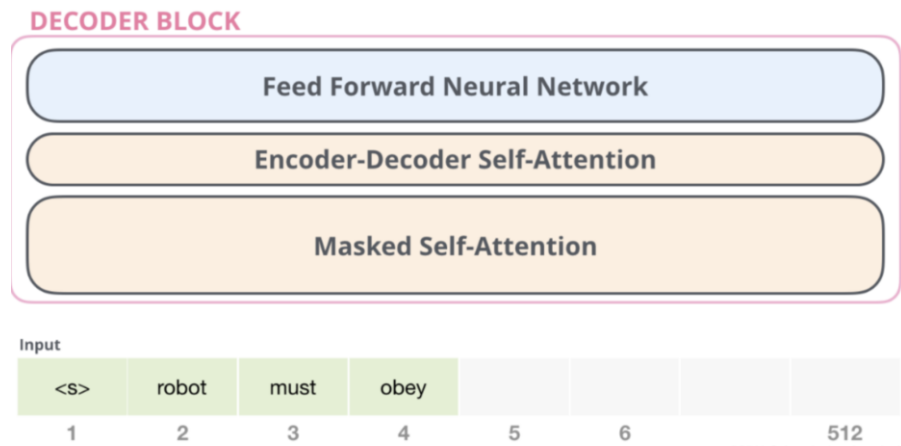 DECODER BLOCK
Feed Forward Neural Network
Encoder-Decoder Self-Attention
Masked Self-Attention
Input
<s> robot must obey
1 2 3 4 5 6 512